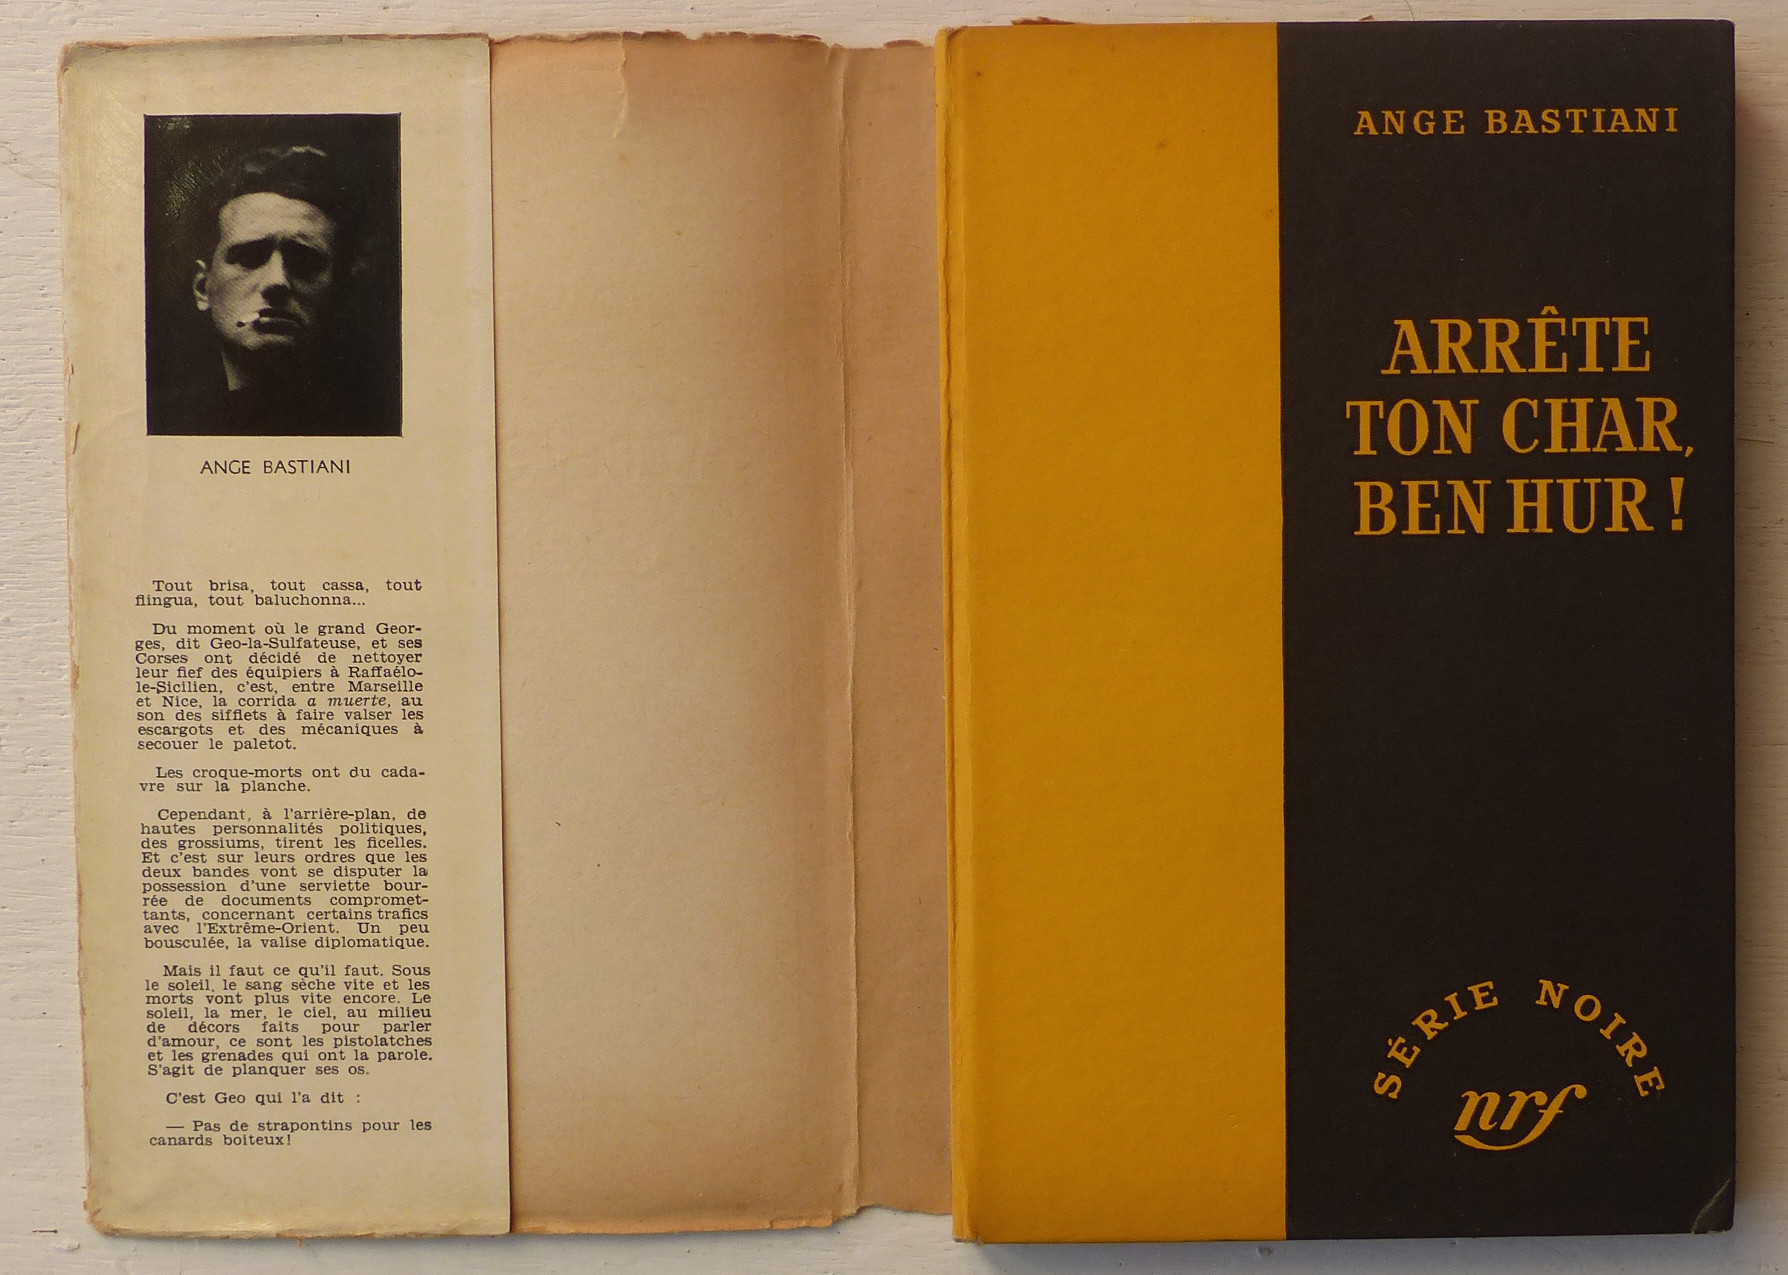 ANGE BASTIANI
Tout brisa, tout cassa, tout
flingua, tout baluchonna...
Du moment où le grand Geor-
ges, dit Geo-la-Sulfateuse, et ses
Corses ont décidé de nettoyer
leur fief des équipiers à Raffaélo-
le-Sicilien, c'est, entre Marseille
et Nice, la corrida a muerte, au
son des sifflets à faire valser les
escargots et des mécaniques à
secouer le paletot.
Les croque-morts ont du cada-
vre sur la planche.
Cependant, à l'arrière-plan, de
hautes personnalités politiques,
des grossiums, tirent les ficelles.
Et c'est sur leurs ordres que les
deux bandes vont se disputer la
possession d'une serviette bour-
rée de documents compromet-
tants, concernant certains trafics
avec l'Extrême-Orient. Un peu
bousculée, la valise diplomatique.
Mais il faut ce qu'il faut. Sous
le soleil, le sang sèche vite et les
morts vont plus vite encore. Le
soleil, la mer, le ciel, au milieu
de décors faits pour parler
d'amour, ce sont les pistolatches
et les grenades qui ont la parole.
S'agit de planquer ses os.
C'est Geo qui l'a dit :
— Pas de strapontins pour les
canards boiteux!
ANGE BASTIANI
ARRÊTE
TON CHAR,
BEN HUR !
SÉRIE NOIRE
nrf